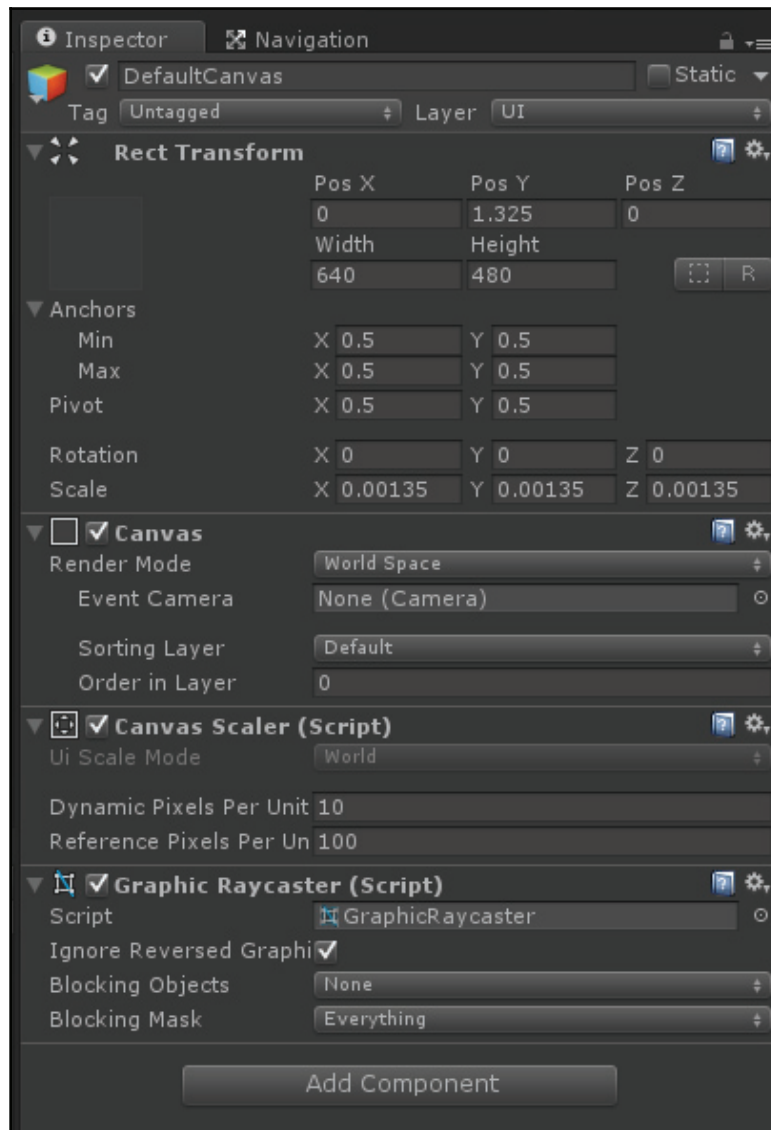 Inspector Navigation
DefaultCanvas Static
Tag Untagged Layer UI
Rect Transform
Pos X Pos Y Pos Z
0 1.325 0
Width Height
640 480 R
Anchors
Min X 0.5 Y 0.5
Max X 0.5 Y 0.5
Pivot X 0.5 Y 0.5
Rotation X 0 Y 0 Z 0
Scale X 0.00135 Y 0.00135 Z 0.00135
Canvas
Render Mode World Space
Event Camera None (Camera)
Sorting Layer Default
Order in Layer 0
Canvas Scaler (Script)
Ui Scale Mode World
Dynamic Pixels Per Unit 10
Reference Pixels Per Un 100
Graphic Raycaster (Script)
Script GraphicRaycaster
Ignore Reversed Graphi
Blocking Objects None
Blocking Mask Everything
Add Component